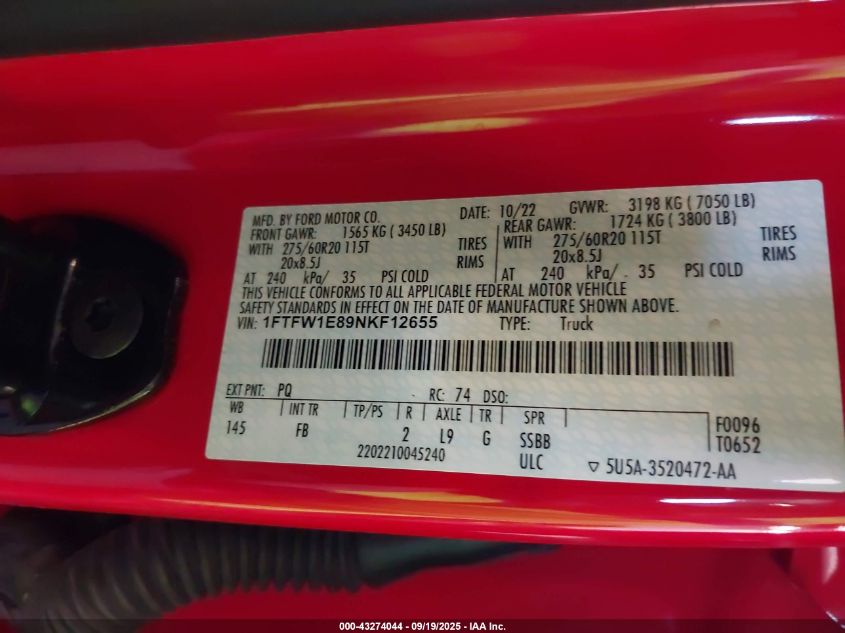 MFD. BY FORD MOTOR CO. DATE: 10/22 GVWR: 3198 KG ( 7050 LB)
FRONT GAWR: 1565 KG ( 3450 LB) REAR GAWR: 1724 KG ( 3800 LB)
WITH 275/60R20 115T TIRES WITH 275/60R20 115T TIRES
20x8.5J RIMS 20x8.5J RIMS
AT 240 kPa/ 35 PSI COLD AT 240 kPa/ 35 PSI COLD
THIS VEHICLE CONFORMS TO ALL APPLICABLE FEDERAL MOTOR VEHICLE
SAFETY STANDARDS IN EFFECT ON THE DATE OF MANUFACTURE SHOWN ABOVE.
VIN: 1FTFW1E89NKF12655 TYPE: Truck
EXT PNT: PQ RC: 74 DSO:
WB INT TR TP/PS R AXLE TR SPR F0096
145 FB 2 L9 G SSBB T0652
2202210045240 ULC ▽ 5U5A-3520472-AA
000-43274044 - 09/19/2025 - IAA Inc.